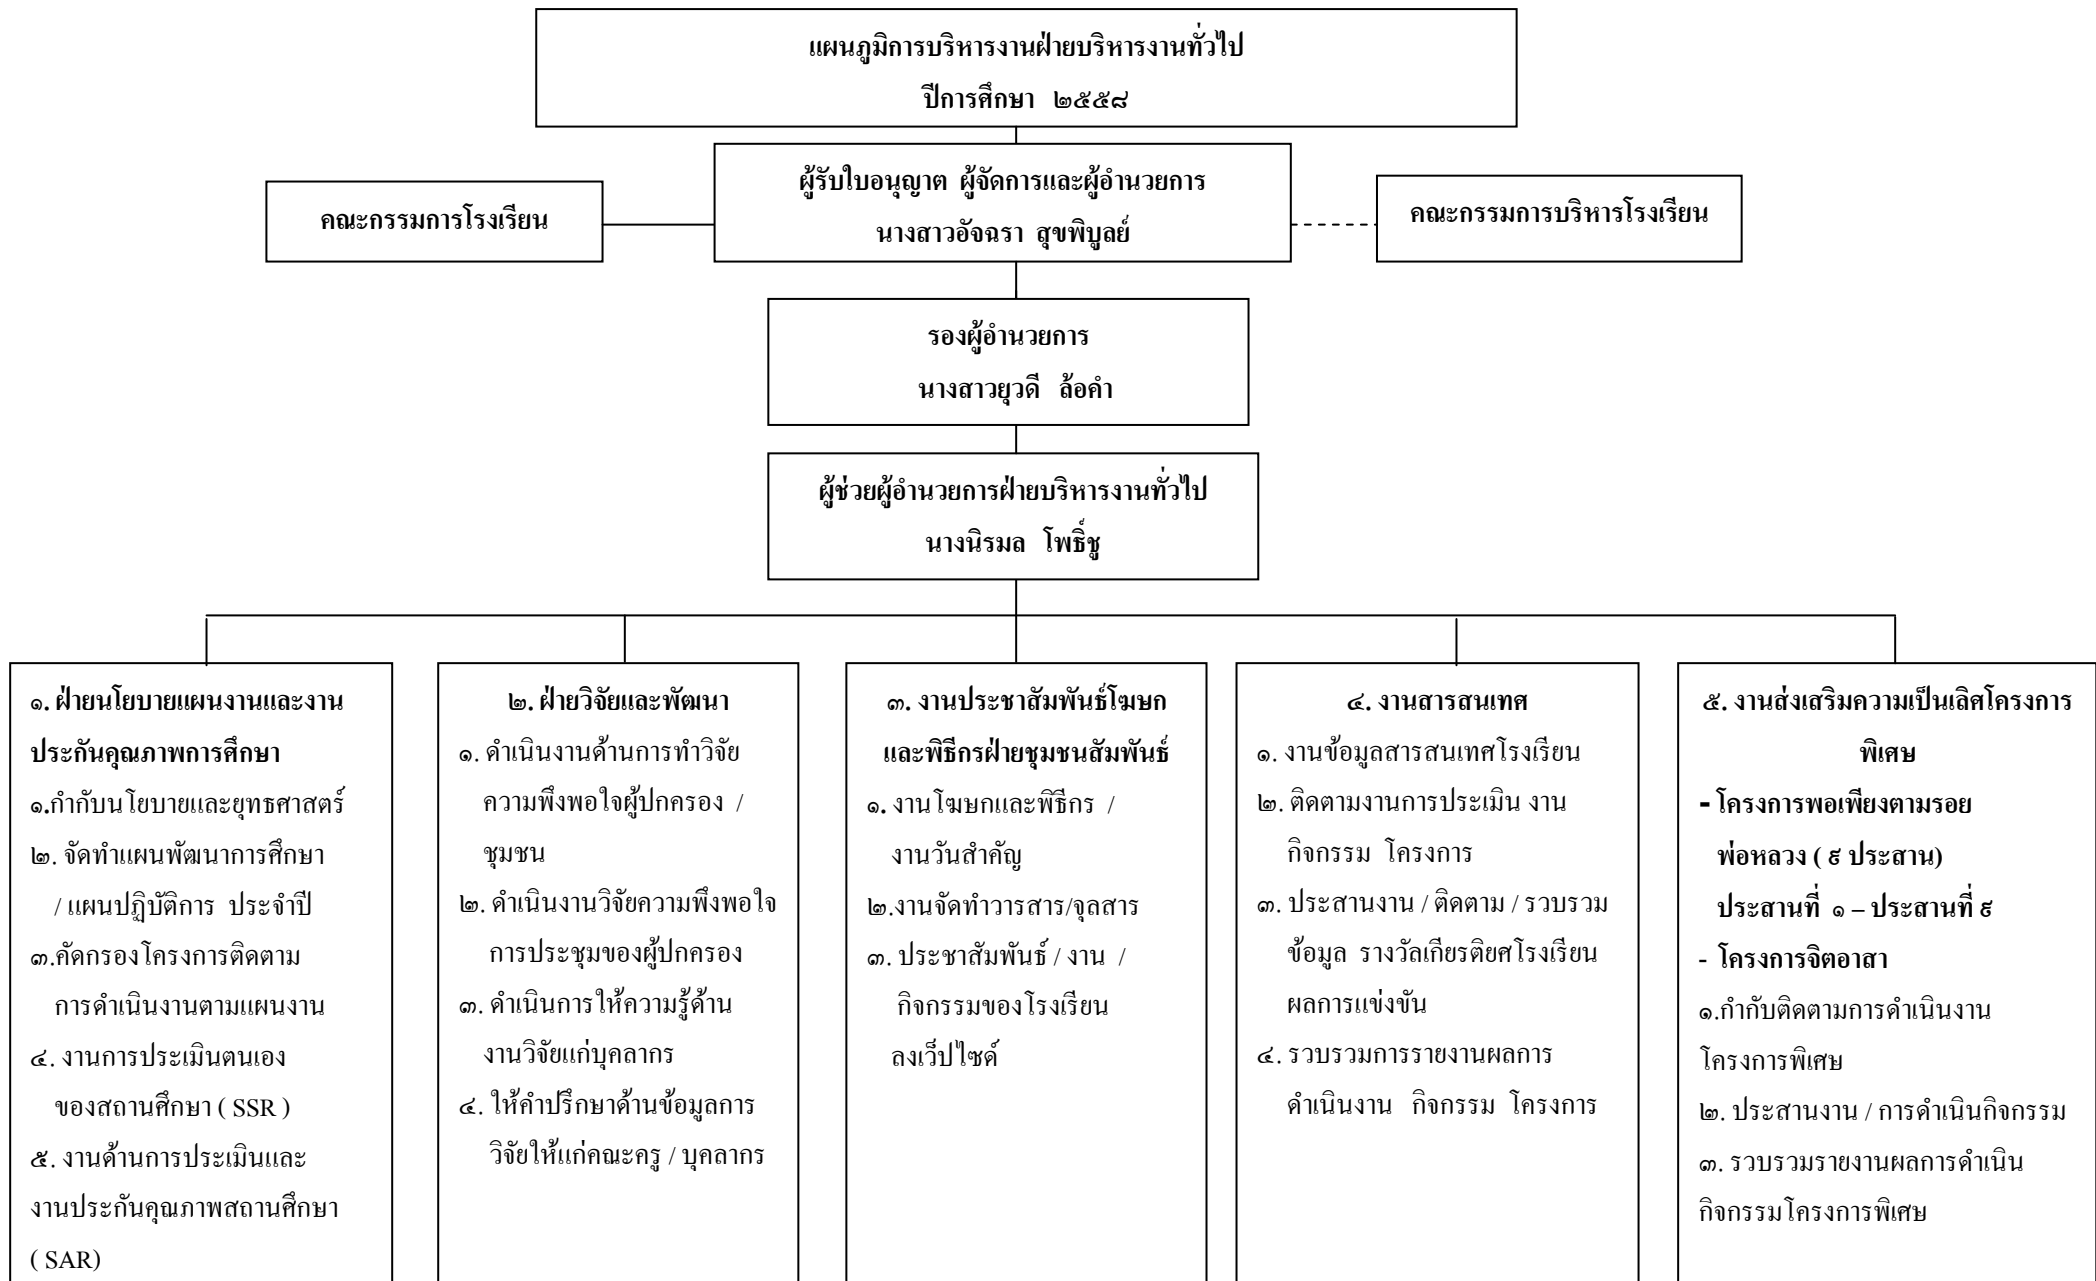 แผนภูมิการบริหารงานฝ่ายบริหารงานทั่วไป
ปีการศึกษา ๒๕๕๘
คณะกรรมการโรงเรียน
ผู้รับใบอนุญาต ผู้จัดการและผู้อำนวยการ
นางสาวอัจฉรา สุขพิบูลย์
คณะกรรมการบริหารโรงเรียน
รองผู้อำนวยการ
นางสาวยุวดี ล้อคำ
ผู้ช่วยผู้อำนวยการฝ่ายบริหารงานทั่วไป
นางนิรมล โพธิ์ชู
๑. ฝ่ายนโยบายแผนงานและงาน
ประกันคุณภาพการศึกษา
๑.กำกับนโยบายและยุทธศาสตร์
๒. จัดทำแผนพัฒนาการศึกษา
/ แผนปฏิบัติการ ประจำปี
๓.คัดกรองโครงการติดตาม
การดำเนินงานตามแผนงาน
๔. งานการประเมินตนเอง
ของสถานศึกษา ( SSR )
๕. งานด้านการประเมินและ
งานประกันคุณภาพสถานศึกษา
( SAR)
๒. ฝ่ายวิจัยและพัฒนา
๑. ดำเนินงานด้านการทำวิจัย
ความพึงพอใจผู้ปกครอง /
ชุมชน
๒. ดำเนินงานวิจัยความพึงพอใจ
การประชุมของผู้ปกครอง
๓. ดำเนินการให้ความรู้ด้าน
งานวิจัยแก่บุคลากร
๔. ให้คำปรึกษาด้านข้อมูลการ
วิจัยให้แก่คณะครู / บุคลากร
๓. งานประชาสัมพันธ์โฆษก
และพิธีกรฝ่ายชุมชนสัมพันธ์
๑. งานโฆษกและพิธีกร /
งานวันสำคัญ
๒.งานจัดทำวารสาร/จุลสาร
๓. ประชาสัมพันธ์ / งาน /
กิจกรรมของโรงเรียน
ลงเว็ปไซด์
๔. งานสารสนเทศ
๑. งานข้อมูลสารสนเทศโรงเรียน
๒. ติดตามงานการประเมิน งาน
กิจกรรม โครงการ
๓. ประสานงาน / ติดตาม / รวบรวม
ข้อมูล รางวัลเกียรติยศโรงเรียน
ผลการแข่งขัน
๔. รวบรวมการรายงานผลการ
ดำเนินงาน กิจกรรม โครงการ
๕. งานส่งเสริมความเป็นเลิศโครงการ
พิเศษ
- โครงการพอเพียงตามรอย
พ่อหลวง ( ๙ ประสาน)
ประสานที่ ๑ – ประสานที่ ๙
- โครงการจิตอาสา
๑.กำกับติดตามการดำเนินงาน
โครงการพิเศษ
๒. ประสานงาน / การดำเนินกิจกรรม
๓. รวบรวมรายงานผลการดำเนิน
กิจกรรมโครงการพิเศษ